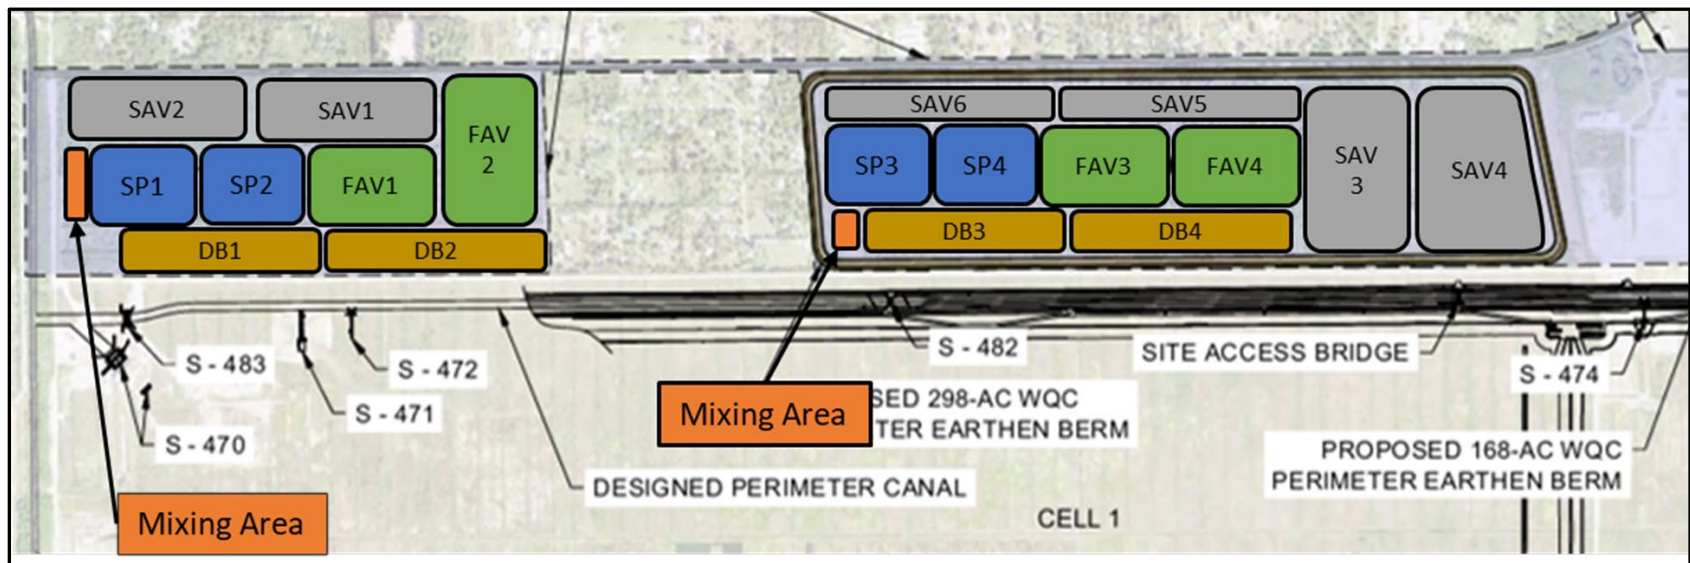 SAV2
SAV1
FAV
2
SP1
SP2
FAV1
DB1
DB2
SAV6
SAV5
SP3
SP4
FAV3
FAV4
SAV
3
SAV4
DB3
DB4
S - 483
S - 472
S - 471
S - 470
S - 482
SITE ACCESS BRIDGE
S - 474
Mixing Area
SED 298-AC WQC
TER EARTHEN BERM
PROPOSED 168-AC WQC
PERIMETER EARTHEN BERM
DESIGNED PERIMETER CANAL
CELL 1
Mixing Area